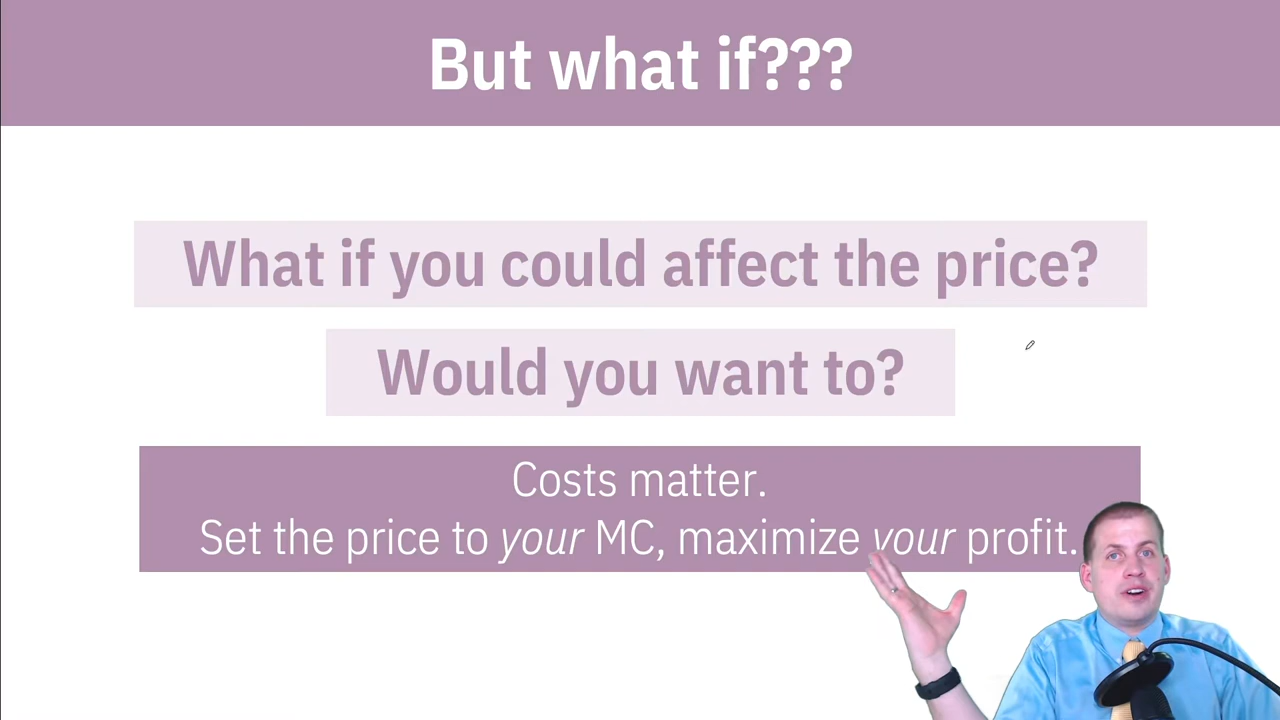 But what if???
What if you could affect the price?
Would you want to?
Costs matter.
Set the price to your MC, maximize your profit.